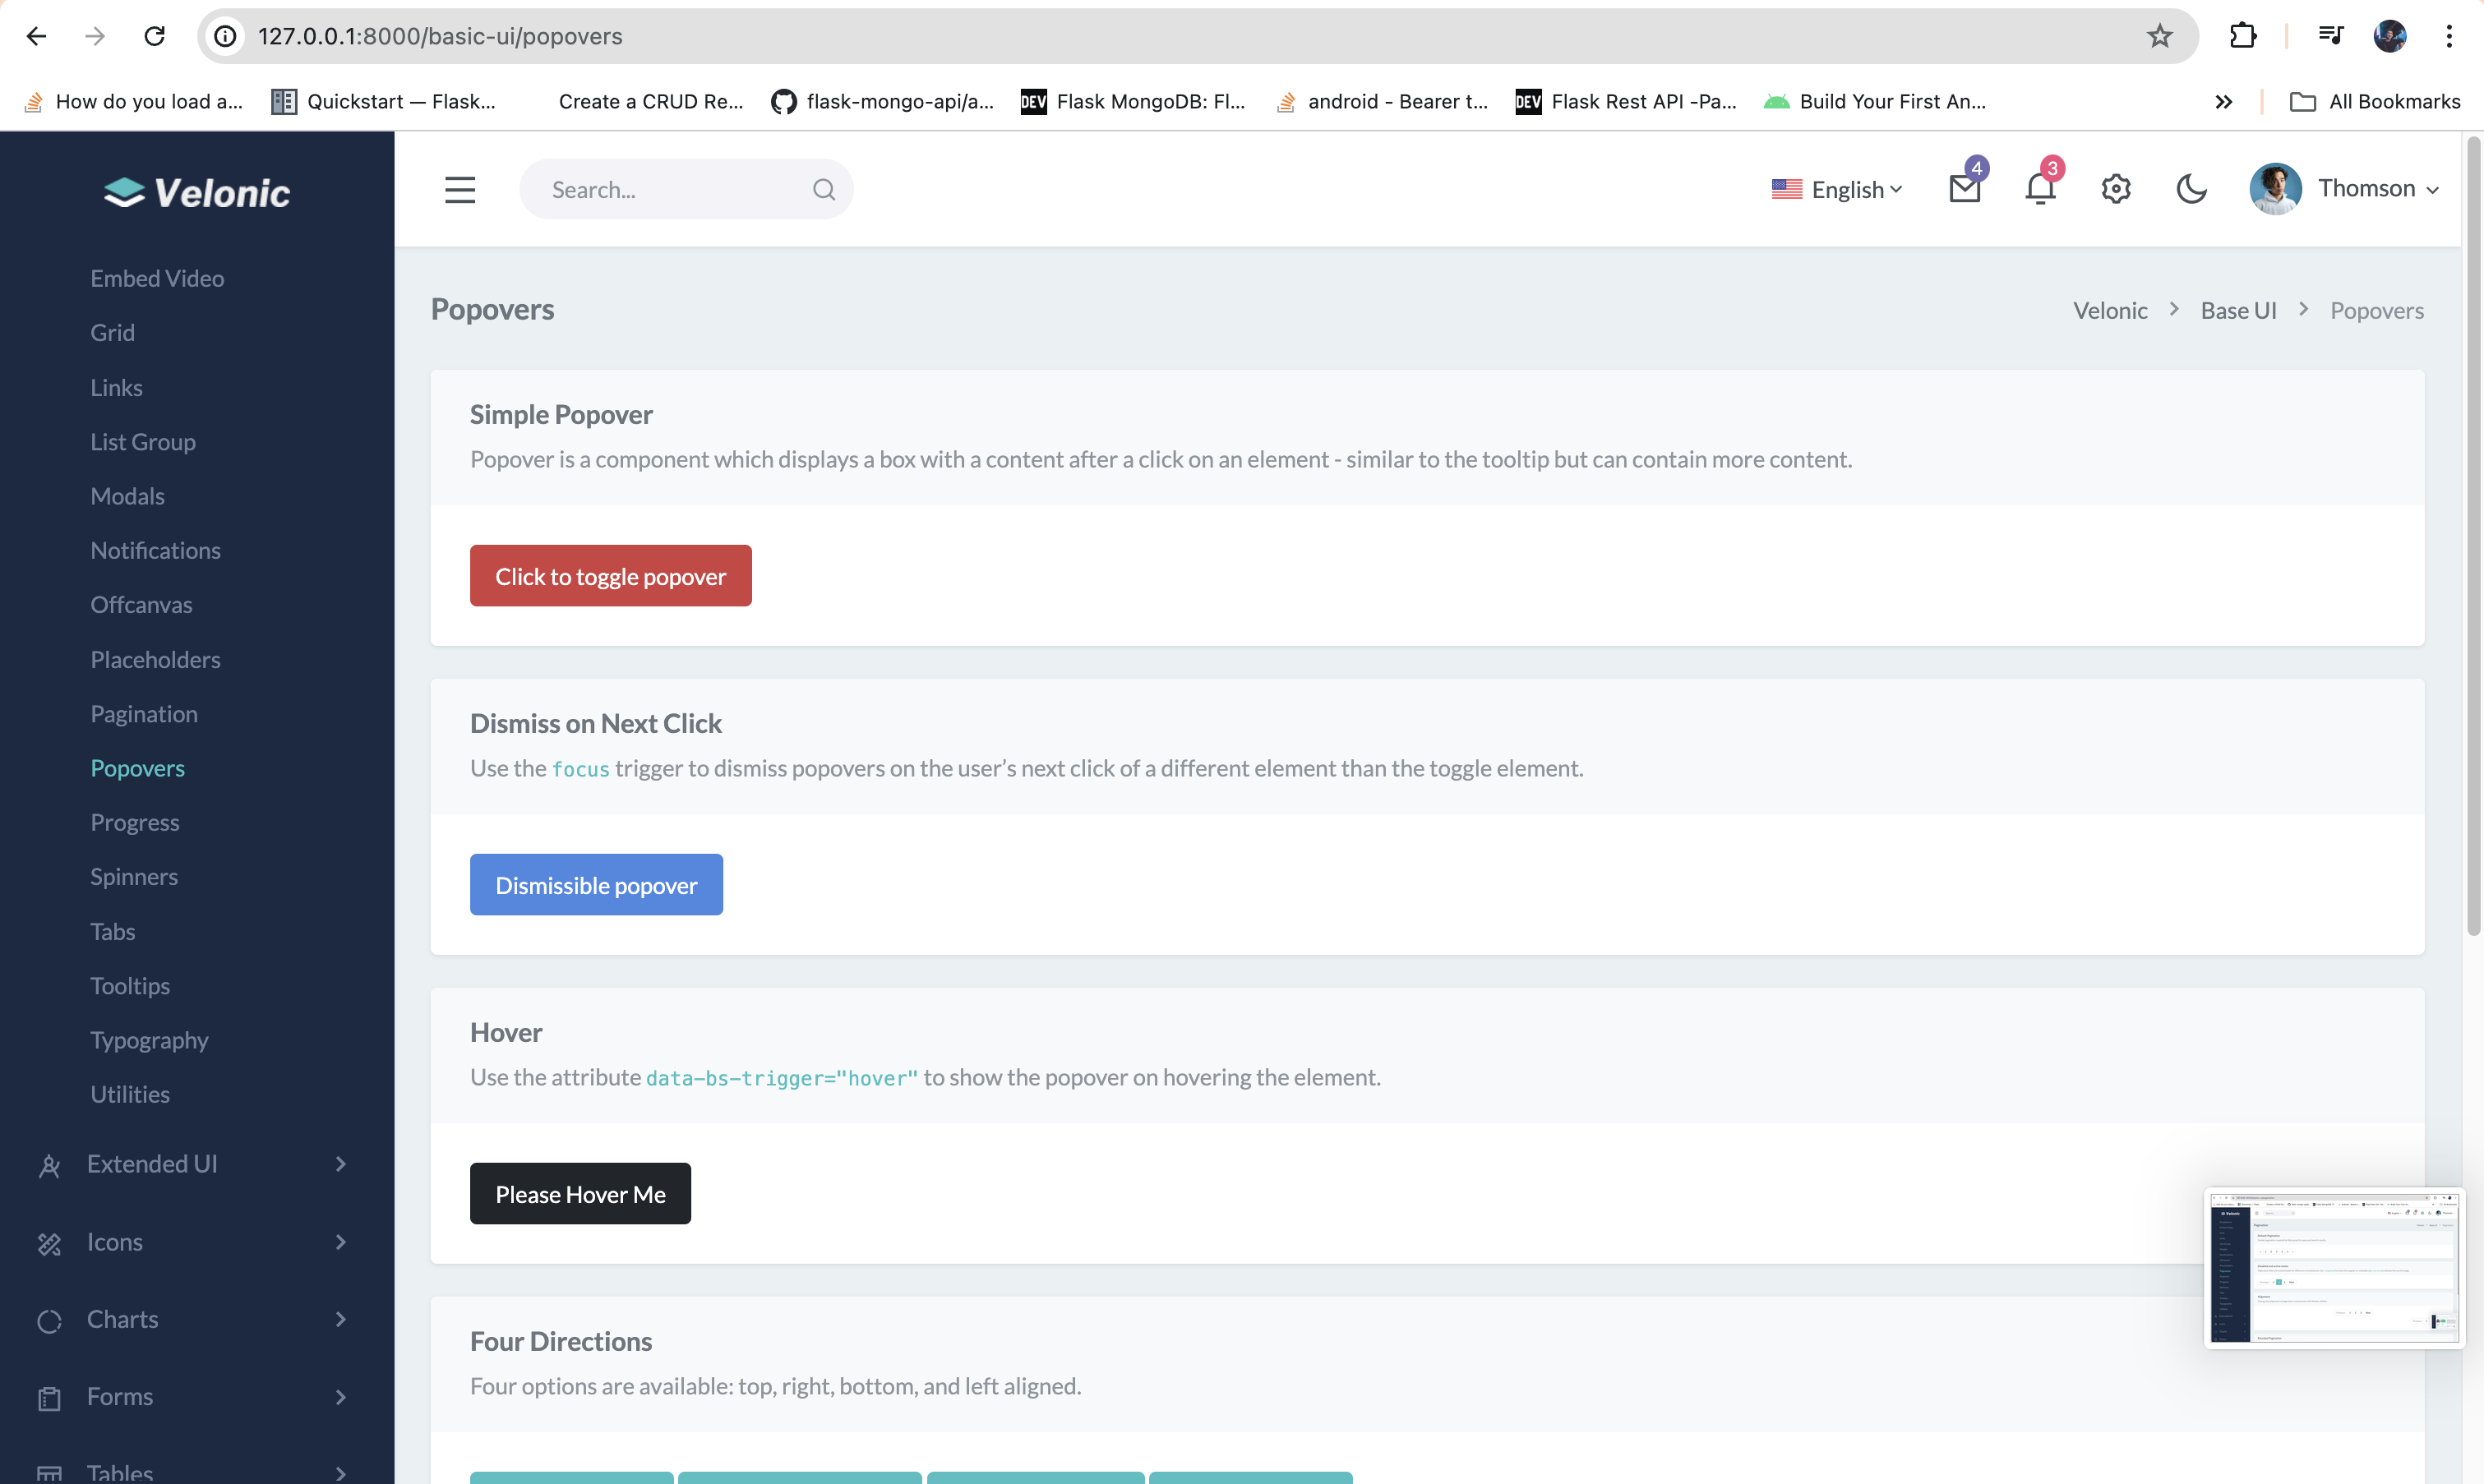 127.0.0.1:8000/basic-ui/popovers
How do you load a...
Quickstart — Flask...
Create a CRUD Re...
flask-mongo-api/a...
DEV Flask MongoDB: Fl...
android - Bearer t...
DEV Flask Rest API -Pa...
Build Your First An...
All Bookmarks
Velonic
Search...
English
4
3
Thomson
Embed Video
Grid
Links
List Group
Modals
Notifications
Offcanvas
Placeholders
Pagination
Popovers
Progress
Spinners
Tabs
Tooltips
Typography
Utilities
Extended UI
Icons
Charts
Forms
Tables
Popovers
Velonic > Base UI > Popovers
Simple Popover
Popover is a component which displays a box with a content after a click on an element - similar to the tooltip but can contain more content.
Click to toggle popover
Dismiss on Next Click
Use the focus trigger to dismiss popovers on the user’s next click of a different element than the toggle element.
Dismissible popover
Hover
Use the attribute data-bs-trigger="hover" to show the popover on hovering the element.
Please Hover Me
Four Directions
Four options are available: top, right, bottom, and left aligned.